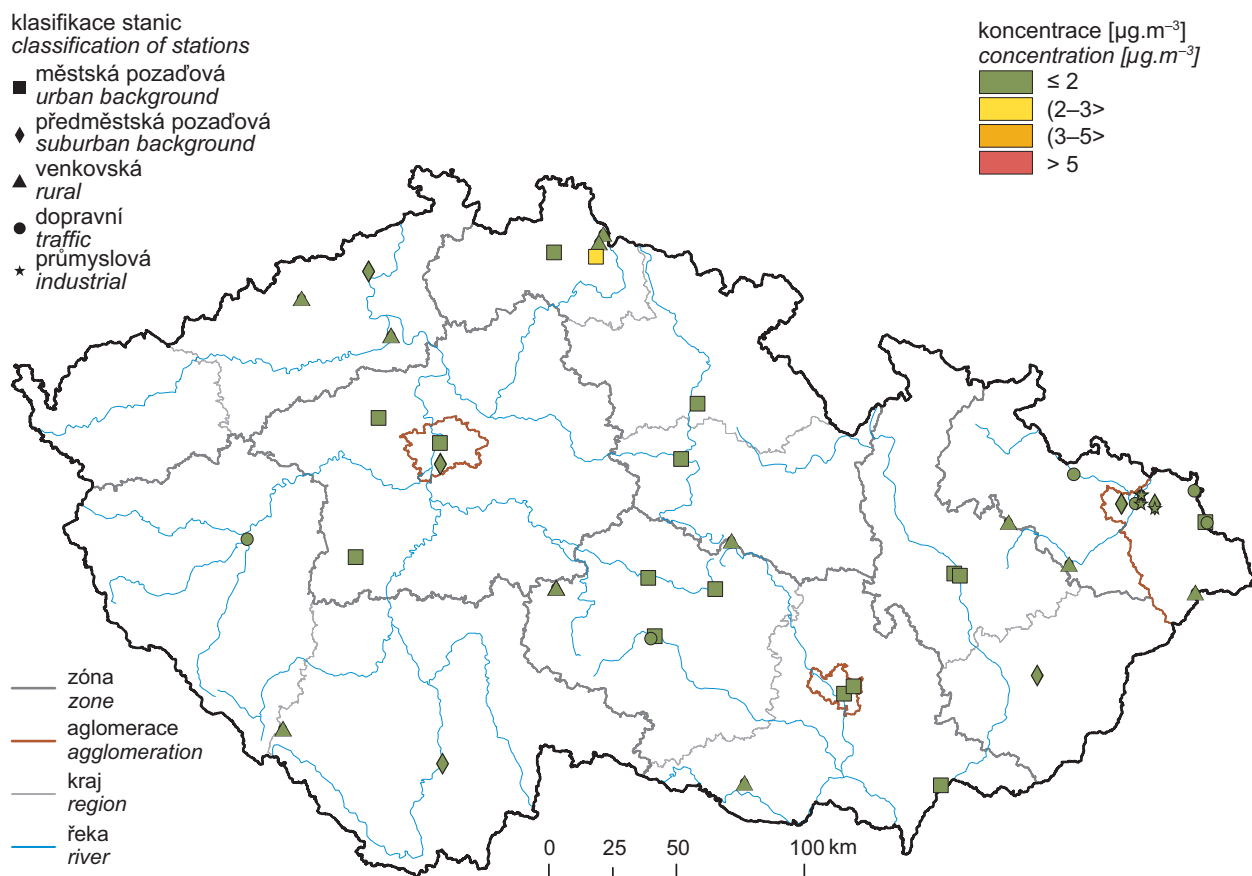 klasifikace stanic
classification of stations
městská pozaďová
urban background
předměstská pozaďová
suburban background
venkovská
rural
dopravní
traffic
průmyslová
industrial
koncentrace [µg.m⁻³]
concentration [µg.m⁻³]
≤ 2
(2–3>
(3–5>
> 5
zóna
zone
aglomerace
agglomeration
kraj
region
řeka
river
0 25 50 100 km